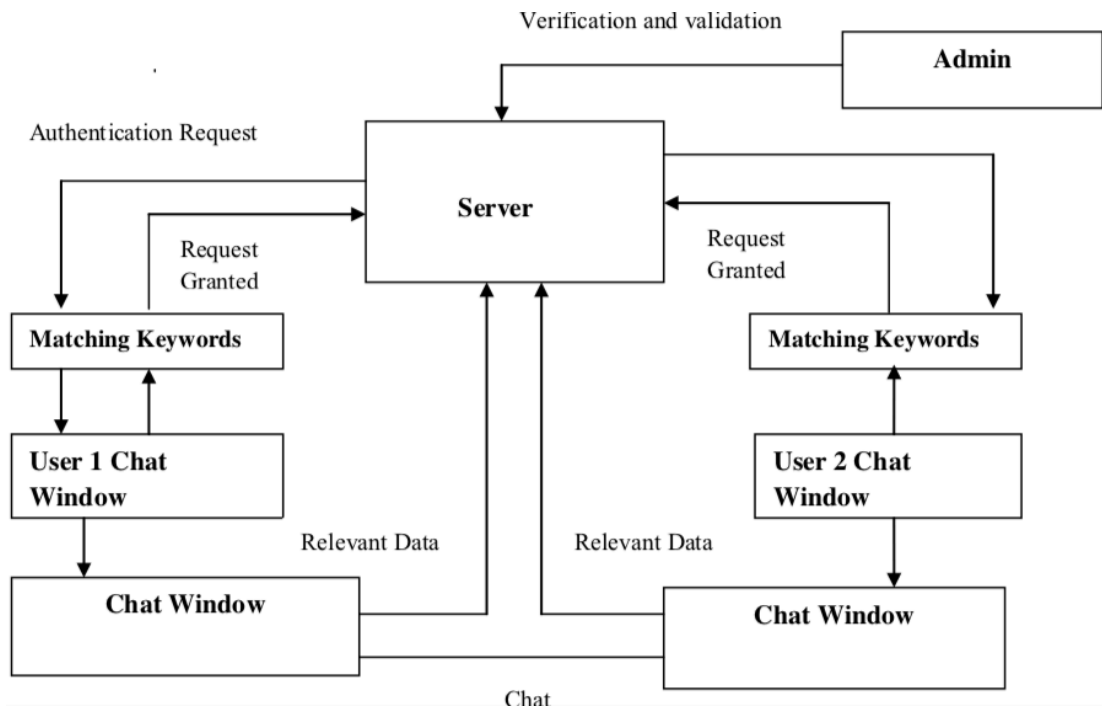 Verification and validation
Admin
Authentication Request
Server
Request
Granted
Request
Granted
Matching Keywords
Matching Keywords
User 1 Chat
Window
User 2 Chat
Window
Relevant Data
Relevant Data
Chat Window
Chat Window
Chat